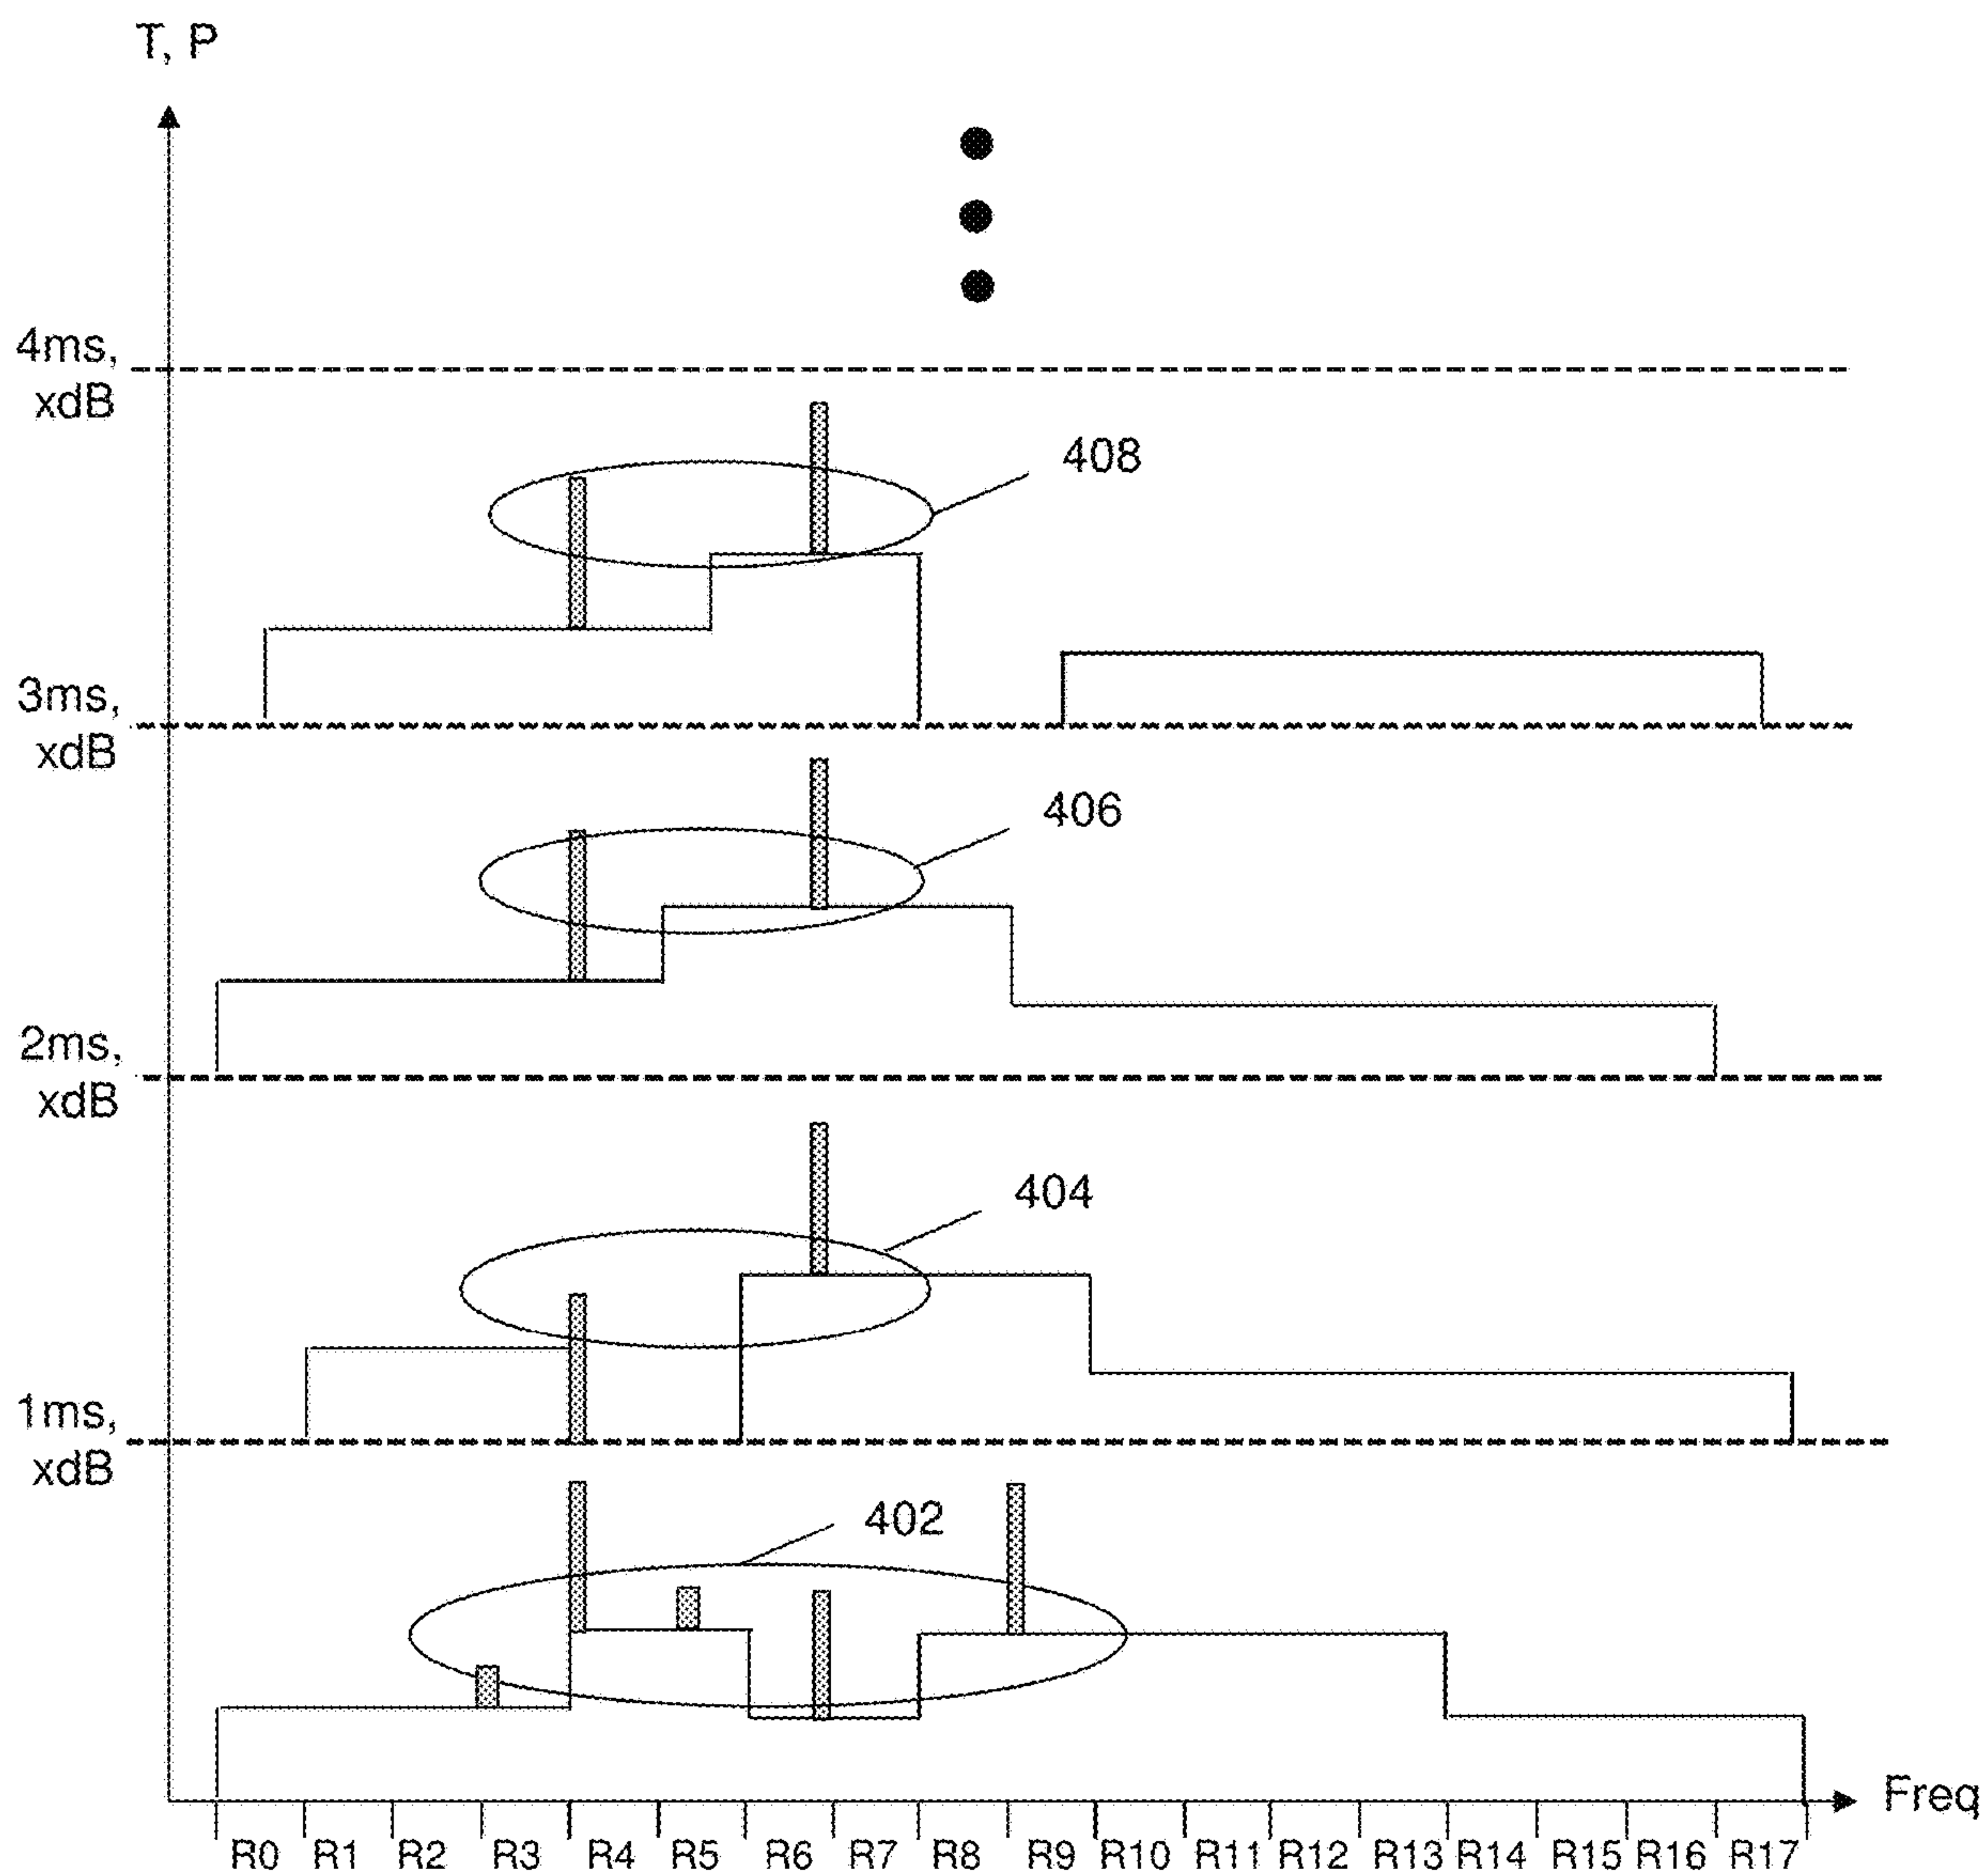 T, P
4ms,
xdB
408
3ms,
xdB
406
2ms,
xdB
404
1ms,
xdB
402
Freq
R0 R1 R2 R3 R4 R5 R6 R7 R8 R9 R10 R11 R12 R13 R14 R15 R16 R17